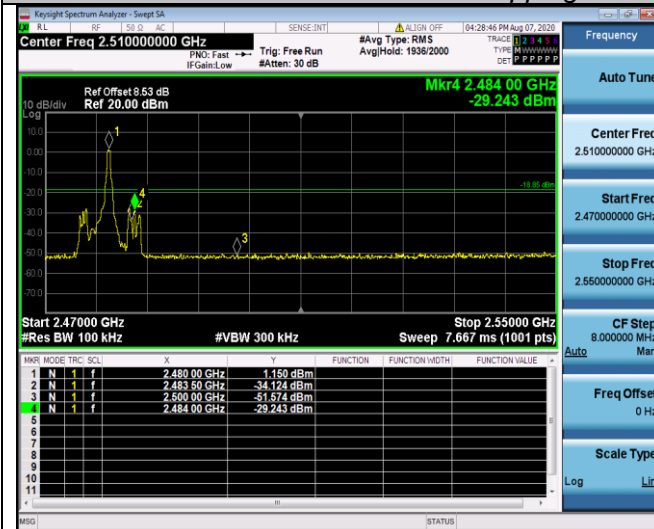 Keysight Spectrum Analyzer - Swept SA
RL RF 50 Ω AC SENSE:INT ALIGN OFF 04:28:46 PM Aug 07, 2020
Center Freq 2.510000000 GHz
PNO: Fast
IFGain:Low
Trig: Free Run
#Atten: 30 dB
#Avg Type: RMS
Avg|Hold: 1936/2000
TRACE 1 2 3 4 5 6
TYPE M W W W W W
DET P P P P P P
Mkr4 2.484 00 GHz
-29.243 dBm
Ref Offset 8.53 dB
10 dB/div Ref 20.00 dBm
Log
10.0
0.00
-10.0
-20.0
-30.0
-40.0
-50.0
-60.0
-70.0
1
4
2
3
-18.85 dBm
Start 2.47000 GHz Stop 2.55000 GHz
#Res BW 100 kHz #VBW 300 kHz Sweep 7.667 ms (1001 pts)
MKR MODE TRC SCL X Y FUNCTION FUNCTION WIDTH FUNCTION VALUE
1 N 1 f 2.480 00 GHz 1.150 dBm
2 N 1 f 2.483 50 GHz -34.124 dBm
3 N 1 f 2.500 00 GHz -51.574 dBm
4 N 1 f 2.484 00 GHz -29.243 dBm
5
6
7
8
9
10
11
MSG STATUS
Frequency
Auto Tune
Center Freq
2.510000000 GHz
Start Freq
2.470000000 GHz
Stop Freq
2.550000000 GHz
CF Step
8.000000 MHz
Auto Man
Freq Offset
0 Hz
Scale Type
Log Lin